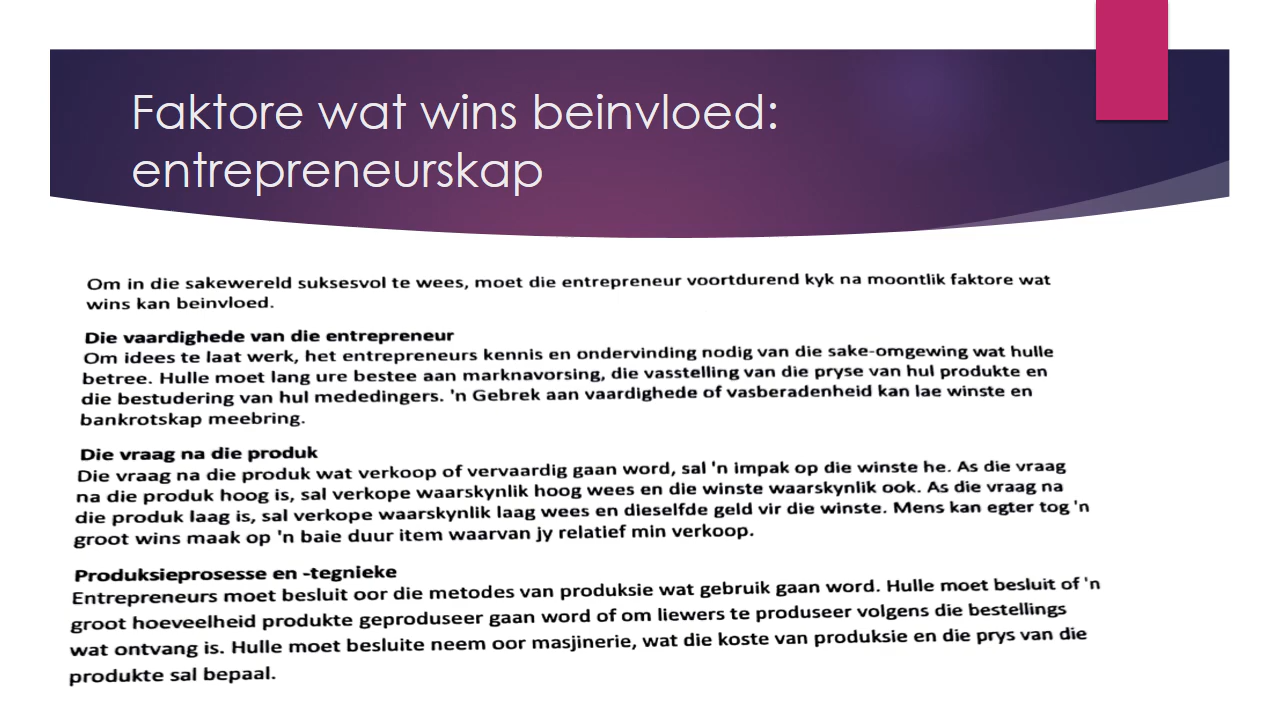 Faktore wat wins beinvloed:
entrepreneurskap
Om in die sakewereld suksesvol te wees, moet die entrepreneur voortdurend kyk na moontlik faktore wat
wins kan beinvloed.
Die vaardighede van die entrepreneur
Om idees te laat werk, het entrepreneurs kennis en ondervinding nodig van die sake-omgewing wat hulle
betree. Hulle moet lang ure bestee aan marknavorsing, die vasstelling van die pryse van hul produkte en
die bestudering van hul mededingers. 'n Gebrek aan vaardighede of vasberadenheid kan lae winste en
bankrotskap meebring.
Die vraag na die produk
Die vraag na die produk wat verkoop of vervaardig gaan word, sal 'n impak op die winste he. As die vraag
na die produk hoog is, sal verkope waarskynlik hoog wees en die winste waarskynlik ook. As die vraag na
die produk laag is, sal verkope waarskynlik laag wees en dieselfde geld vir die winste. Mens kan egter tog 'n
groot wins maak op 'n baie duur item waarvan jy relatief min verkoop.
Produksieprosesse en -tegnieke
Entrepreneurs moet besluit oor die metodes van produksie wat gebruik gaan word. Hulle moet besluit of 'n
groot hoeveelheid produkte geproduseer gaan word of om liewers te produseer volgens die bestellings
wat ontvang is. Hulle moet besluite neem oor masjinerie, wat die koste van produksie en die prys van die
produkte sal bepaal.